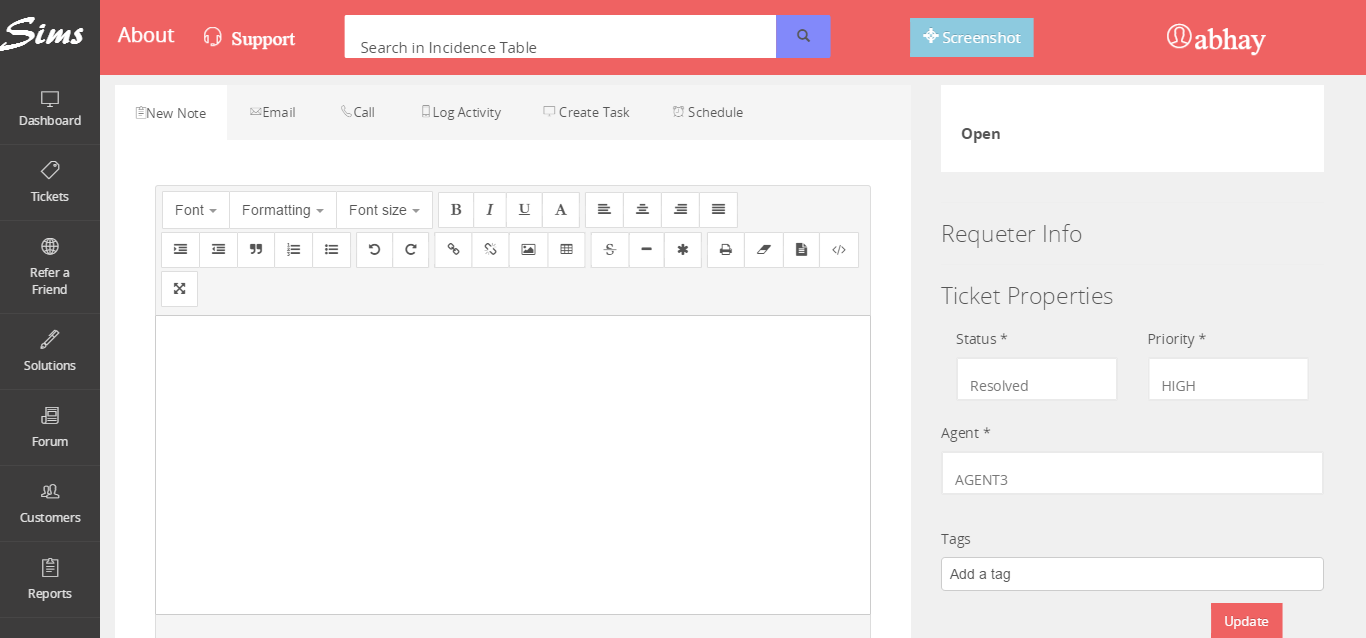 Sims
About
Support
Search in Incidence Table
Screenshot
abhay
Dashboard
Tickets
Refer a
Friend
Solutions
Forum
Customers
Reports
New Note
Email
Call
Log Activity
Create Task
Schedule
Font
Formatting
Font size
B
I
U
A
S
Open
Requeter Info
Ticket Properties
Status *
Priority *
Resolved
HIGH
Agent *
AGENT3
Tags
Add a tag
Update